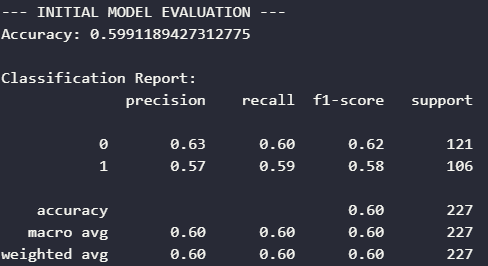 --- INITIAL MODEL EVALUATION ---
Accuracy: 0.5991189427312775
Classification Report:
precision recall f1-score support
0 0.63 0.60 0.62 121
1 0.57 0.59 0.58 106
accuracy 0.60 227
macro avg 0.60 0.60 0.60 227
weighted avg 0.60 0.60 0.60 227